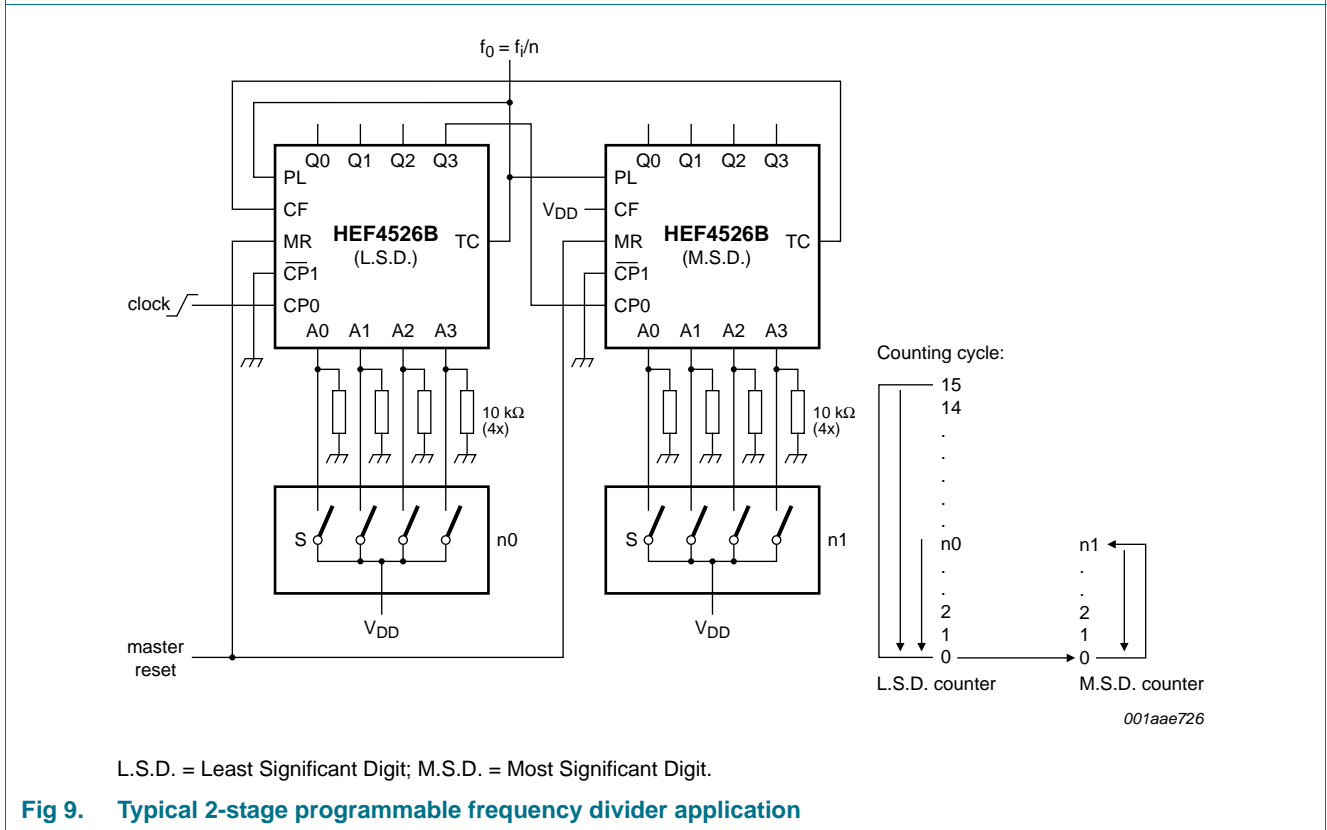 f0 = fi/n
Q0 Q1 Q2 Q3
PL
CF
MR
CP1
CP0
HEF4526B
(L.S.D.)
TC
A0 A1 A2 A3
clock
10 kΩ
(4x)
S
n0
VDD
master
reset
Q0 Q1 Q2 Q3
PL
VDD
CF
MR
CP1
CP0
HEF4526B
(M.S.D.)
TC
A0 A1 A2 A3
10 kΩ
(4x)
S
n1
VDD
Counting cycle:
15
14
.
.
.
.
.
n0 n1
. .
. .
2 2
1 1
0 0
L.S.D. counter M.S.D. counter
001aae726
L.S.D. = Least Significant Digit; M.S.D. = Most Significant Digit.
Fig 9. Typical 2-stage programmable frequency divider application